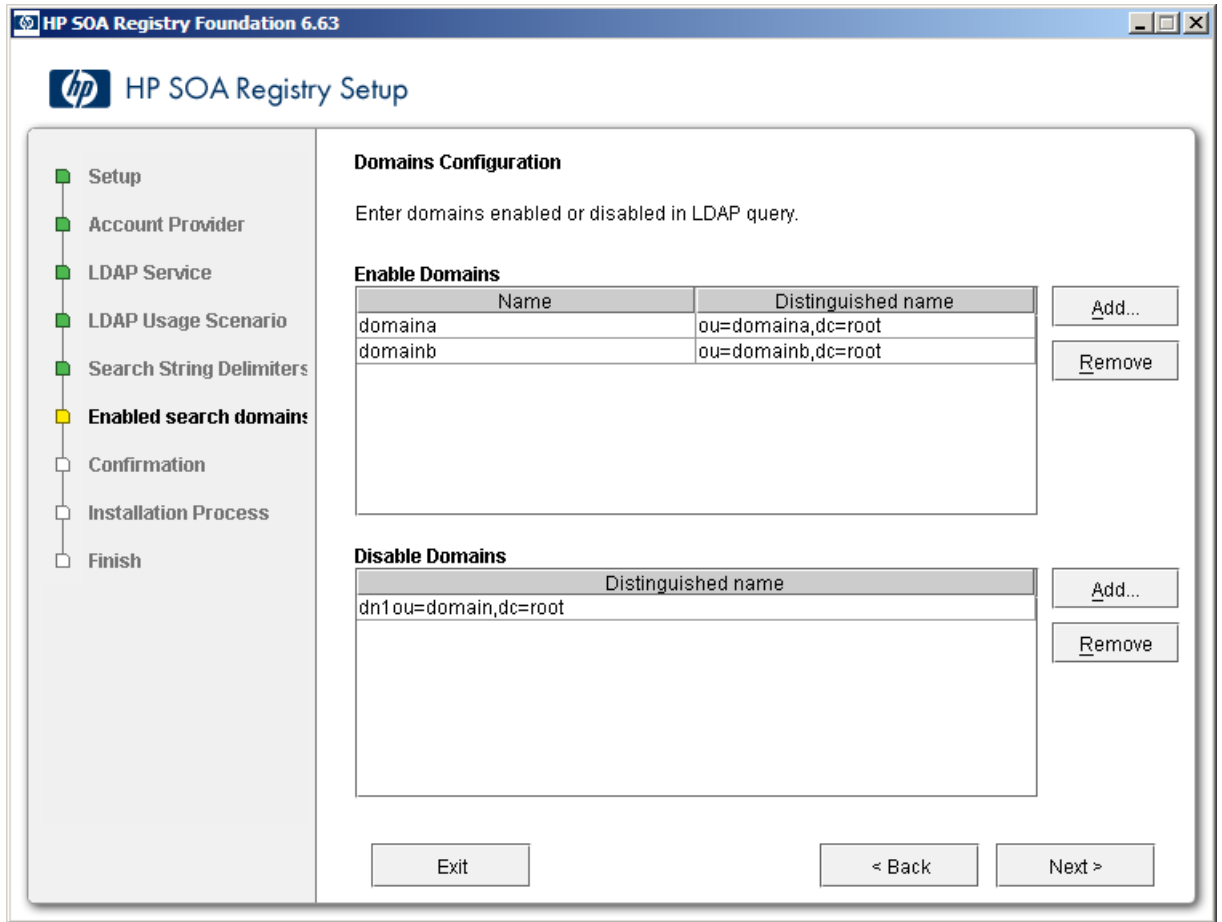 HP SOA Registry Foundation 6.63
hp HP SOA Registry Setup
Setup
Account Provider
LDAP Service
LDAP Usage Scenario
Search String Delimiters
Enabled search domains
Confirmation
Installation Process
Finish
Domains Configuration
Enter domains enabled or disabled in LDAP query.
Enable Domains
Name Distinguished name
domaina ou=domaina,dc=root
domainb ou=domainb,dc=root
Add...
Remove
Disable Domains
Distinguished name
dn1ou=domain,dc=root
Add...
Remove
Exit < Back Next >